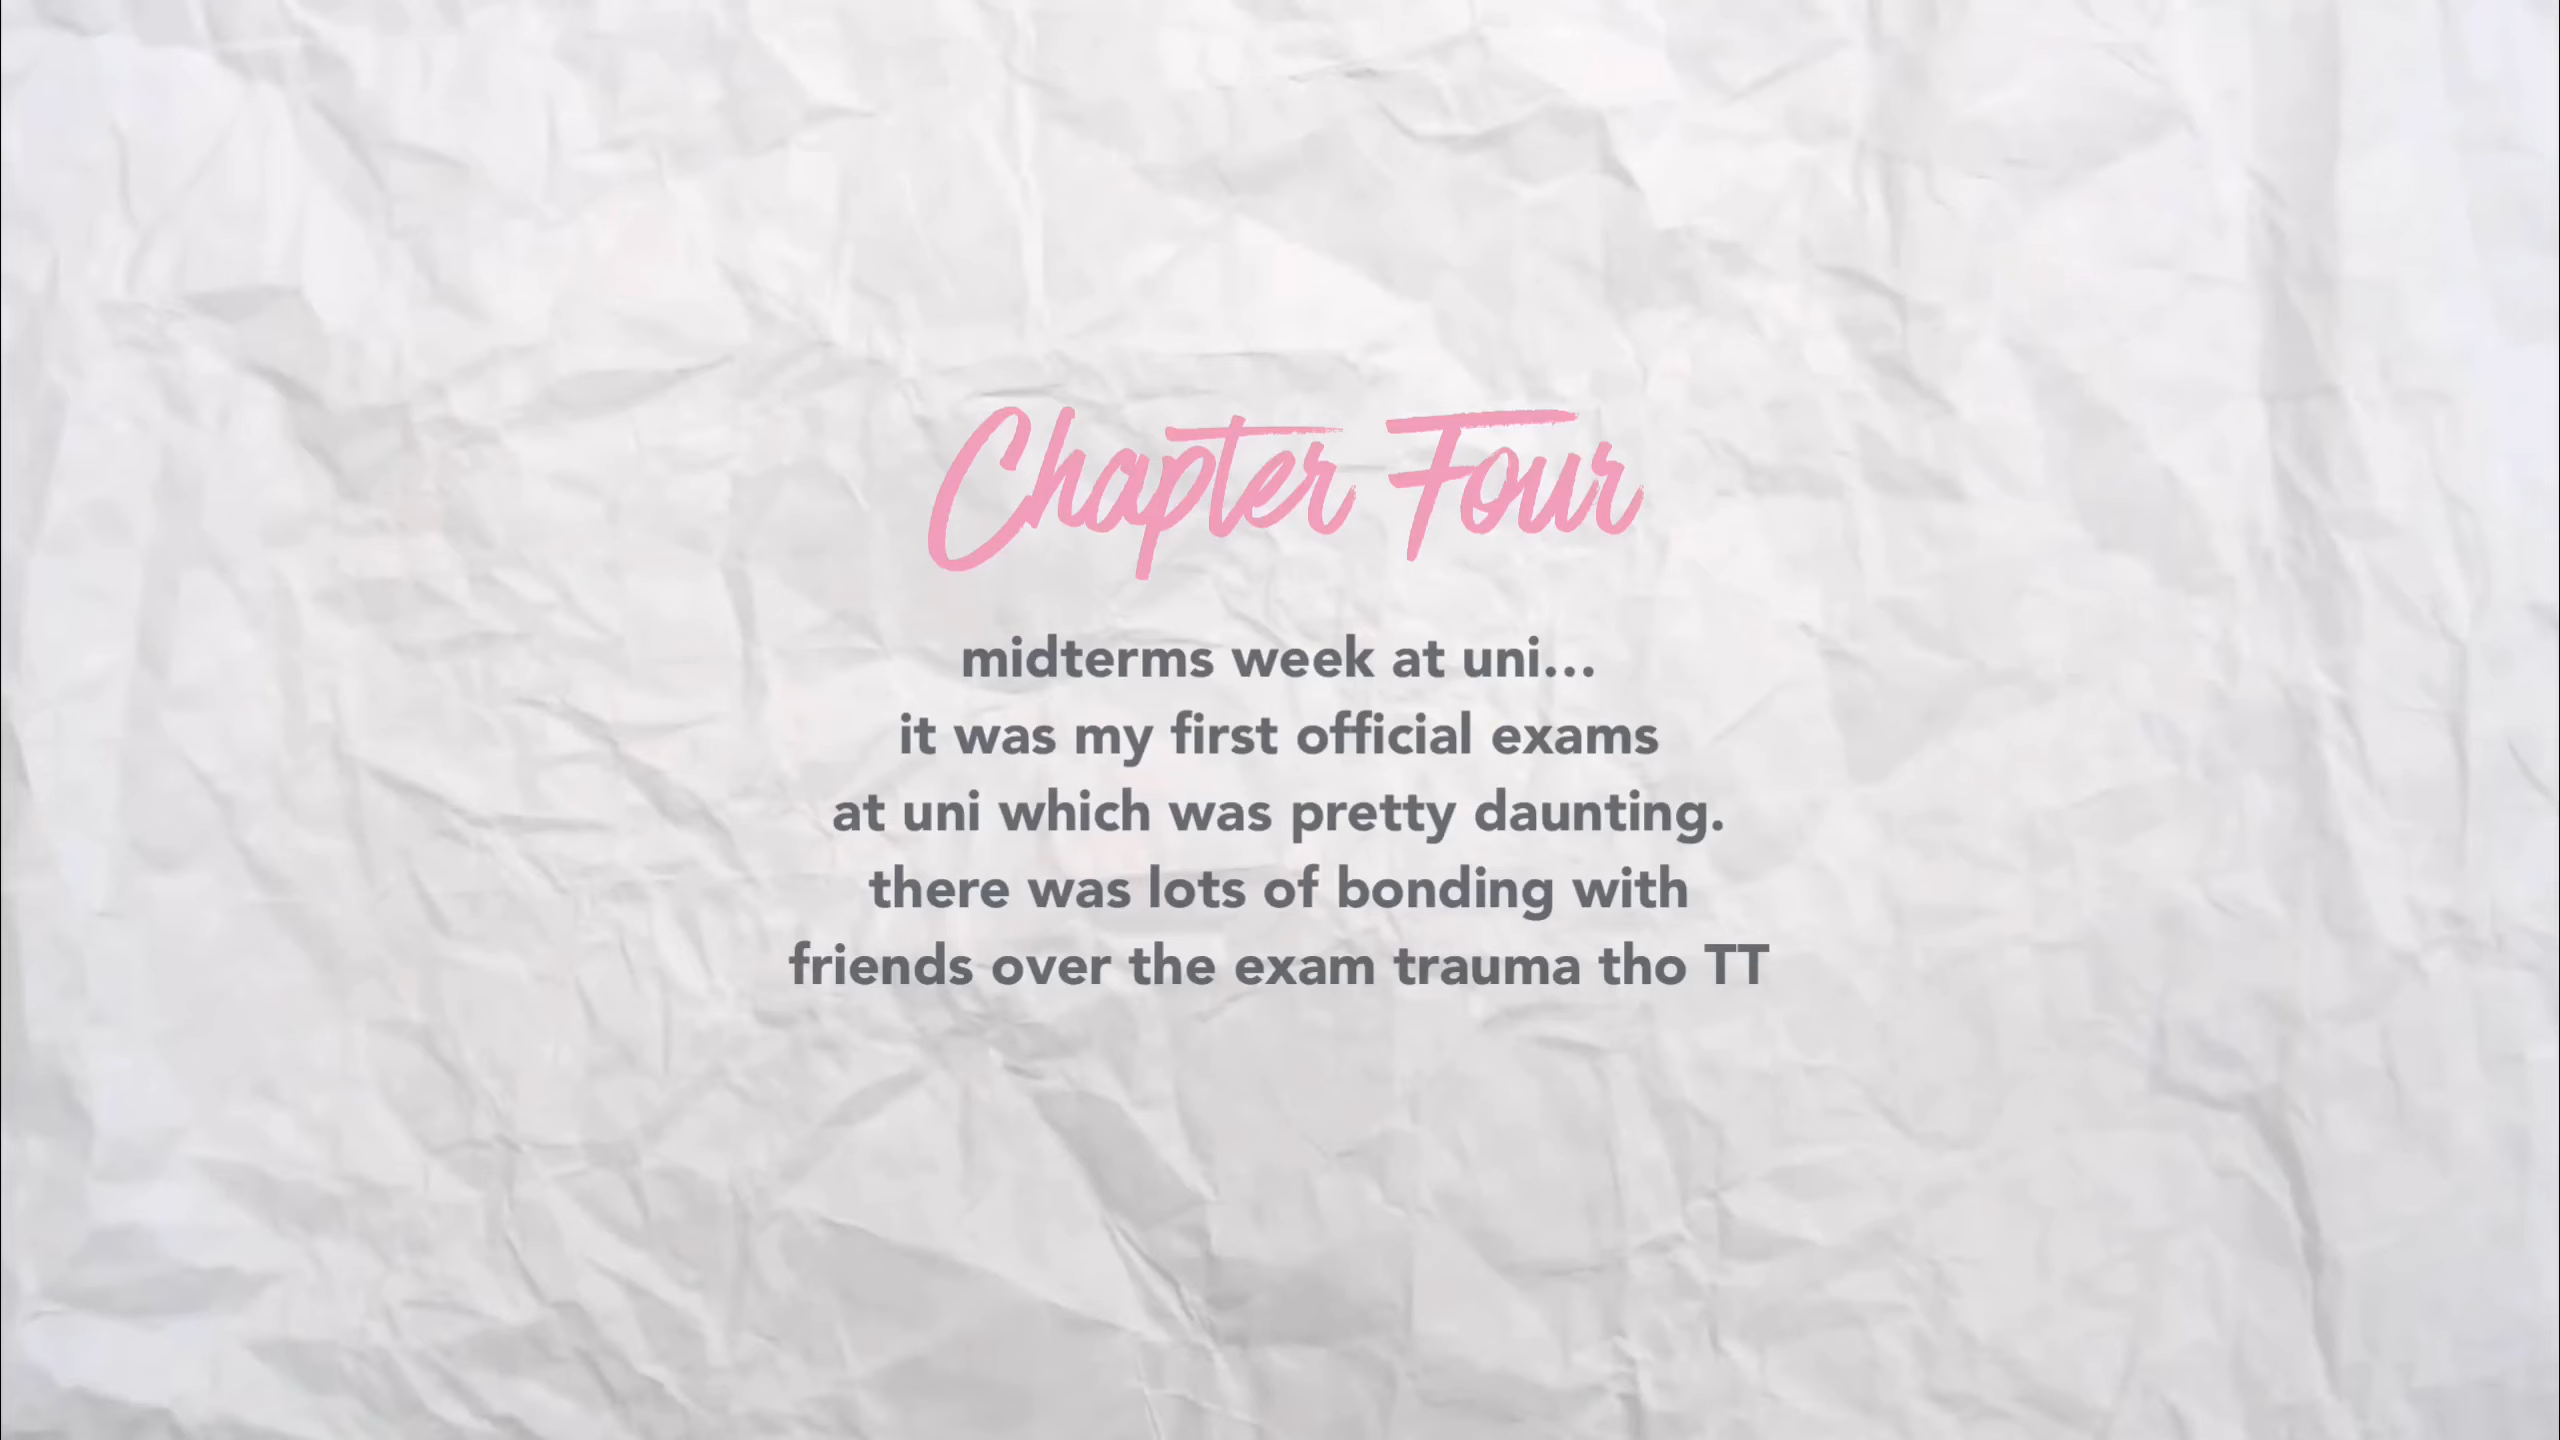 Chapter Four
midterms week at uni...
it was my first official exams
at uni which was pretty daunting.
there was lots of bonding with
friends over the exam trauma tho TT